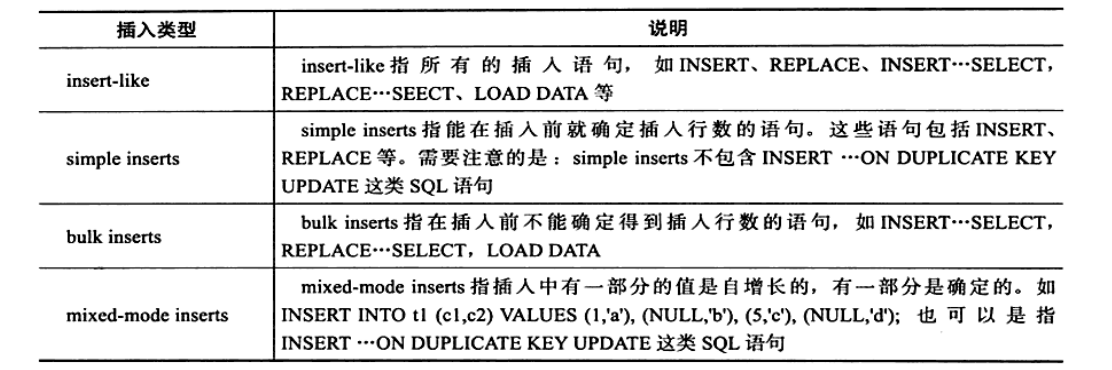 插入类型 说明
insert-like
insert-like 指所有的插入语句，如 INSERT、REPLACE、INSERT…SELECT，
REPLACE…SEECT、LOAD DATA 等
simple inserts
simple inserts 指能在插入前就确定插入行数的语句。这些语句包括 INSERT、
REPLACE 等。需要注意的是：simple inserts 不包含 INSERT …ON DUPLICATE KEY
UPDATE 这类 SQL 语句
bulk inserts
bulk inserts 指在插入前不能确定得到插入行数的语句，如 INSERT…SELECT，
REPLACE…SELECT，LOAD DATA
mixed-mode inserts
mixed-mode inserts 指插入中有一部分的值是自增长的，有一部分是确定的。如
INSERT INTO t1 (c1,c2) VALUES (1,'a'), (NULL,'b'), (5,'c'), (NULL,'d'); 也可以是指
INSERT …ON DUPLICATE KEY UPDATE 这类 SQL 语句